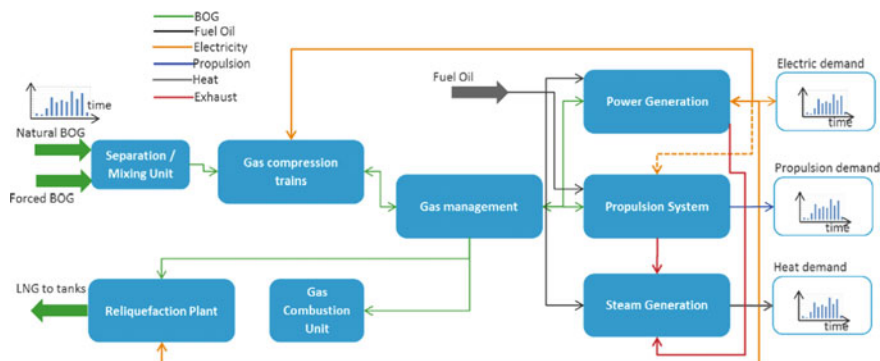 BOG
Fuel Oil
Electricity
Propulsion
Heat
Exhaust
time
Natural BOG
Forced BOG
Separation /
Mixing Unit
Gas compression
trains
Fuel Oil
Power Generation
Electric demand
time
Gas management
Propulsion System
Propulsion demand
time
LNG to tanks
Reliquefaction Plant
Gas
Combustion
Unit
Steam Generation
Heat demand
time